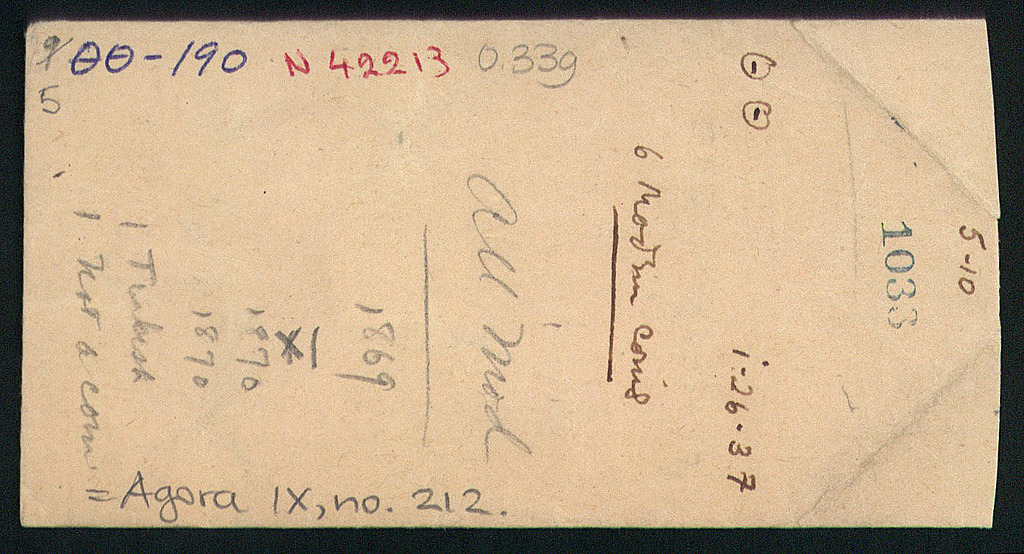 ΘΘ-190 N 42213 0.33g
5
5-10
1033
Θ Θ 1-26-37
6 Modern coins
All Mod
1869
X1
1870
1870
1 Turkish
1 Not a coin
= Agora IX, no. 212.